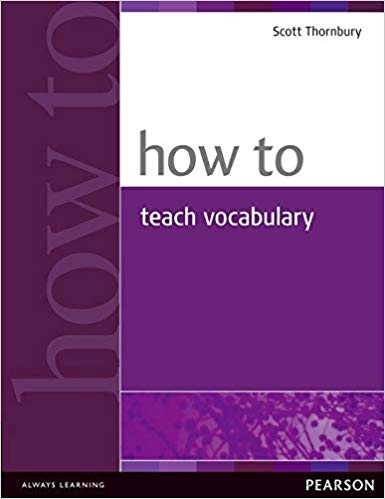 Scott Thornbury
how to
how to
teach vocabulary
ALWAYS LEARNING
PEARSON